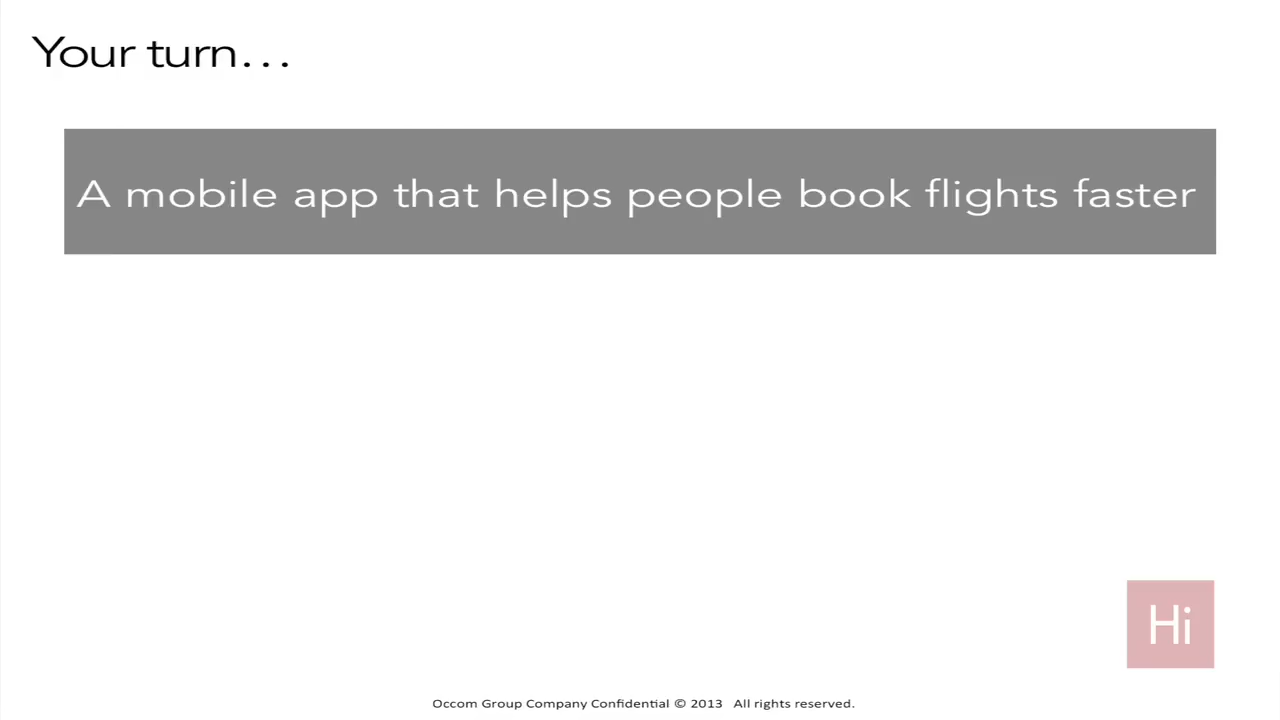 Your turn...
A mobile app that helps people book flights faster
Hi
Occom Group Company Confidential © 2013 All rights reserved.